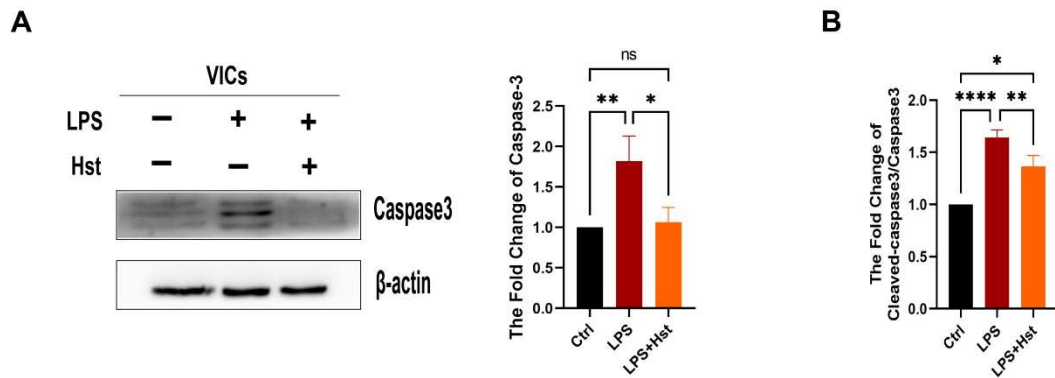 A
VICs
LPS − + +
Hst − − +
Caspase3
β-actin
The Fold Change of Caspase-3
ns
** *
2.5
2.0
1.5
1.0
0.5
0.0
Ctrl
LPS
LPS+Hst
B
The Fold Change of
Cleaved-caspase3/Caspase3
*
**** **
2.0
1.5
1.0
0.5
0.0
Ctrl
LPS
LPS+Hst